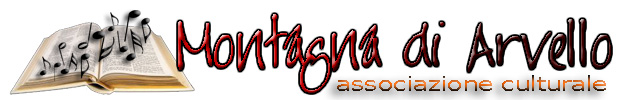 Montagna di Arvello
associazione culturale